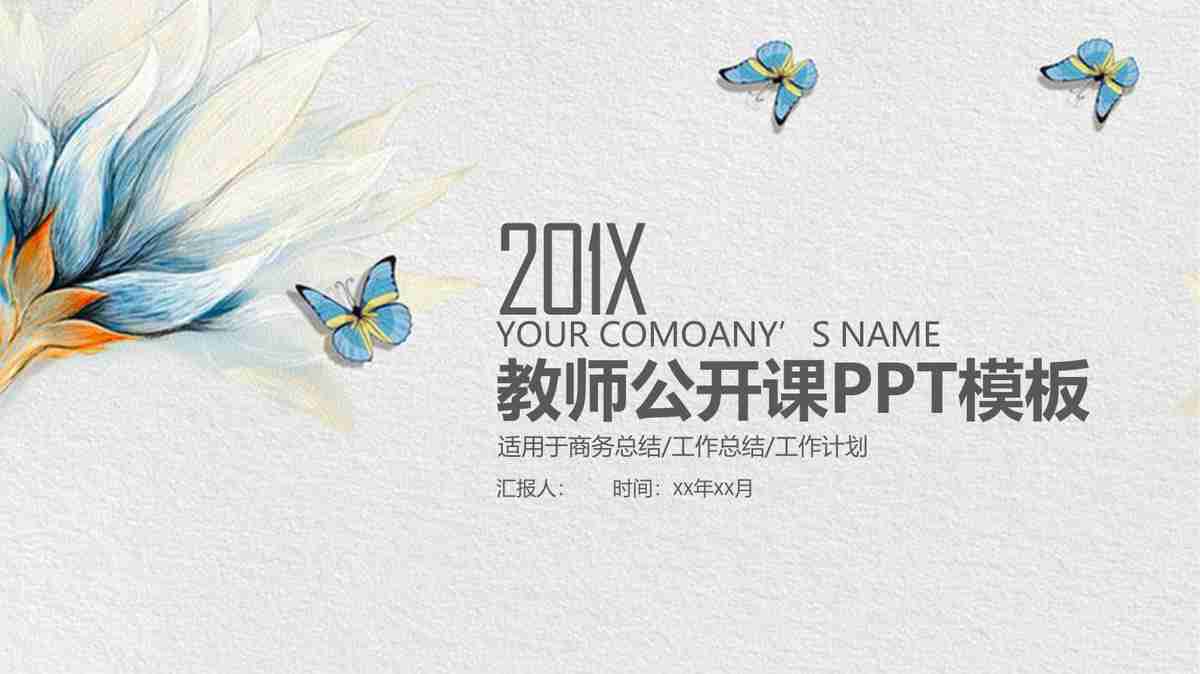 201X
YOUR COMOANY’S NAME
教师公开课PPT模板
适用于商务总结/工作总结/工作计划
汇报人： 时间：XX年XX月